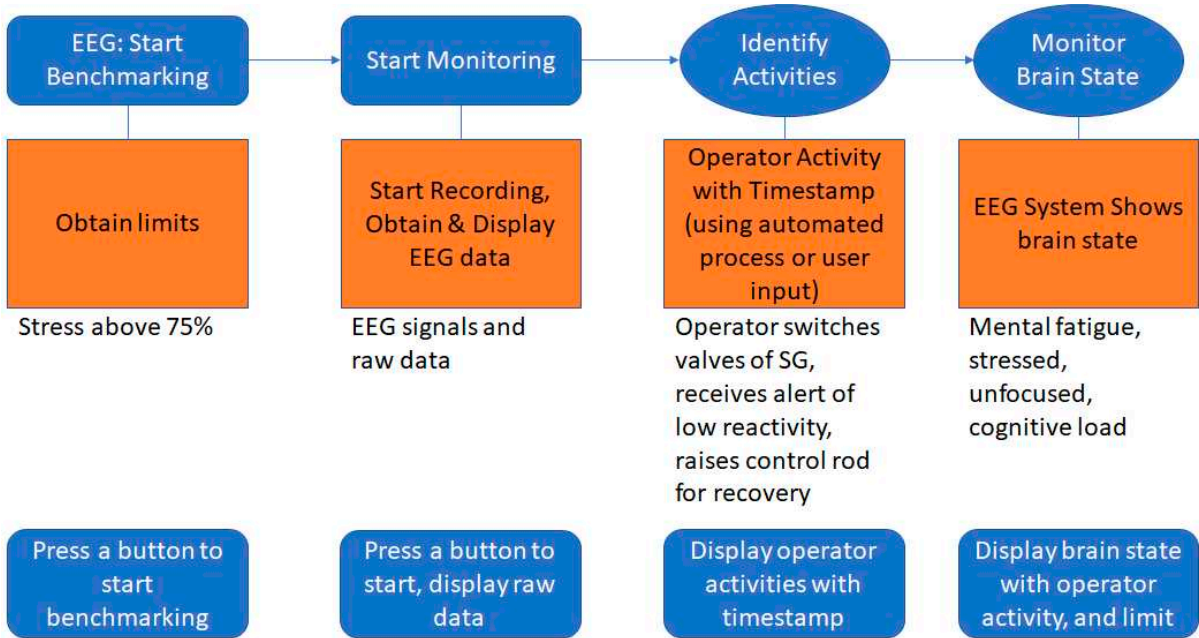 EEG: Start
Benchmarking
Start Monitoring
Identify
Activities
Monitor
Brain State
Obtain limits
Start Recording,
Obtain & Display
EEG data
Operator Activity
with Timestamp
(using automated
process or user
input)
EEG System Shows
brain state
Stress above 75%
EEG signals and
raw data
Operator switches
valves of SG,
receives alert of
low reactivity,
raises control rod
for recovery
Mental fatigue,
stressed,
unfocused,
cognitive load
Press a button to
start
benchmarking
Press a button to
start, display raw
data
Display operator
activities with
timestamp
Display brain state
with operator
activity, and limit